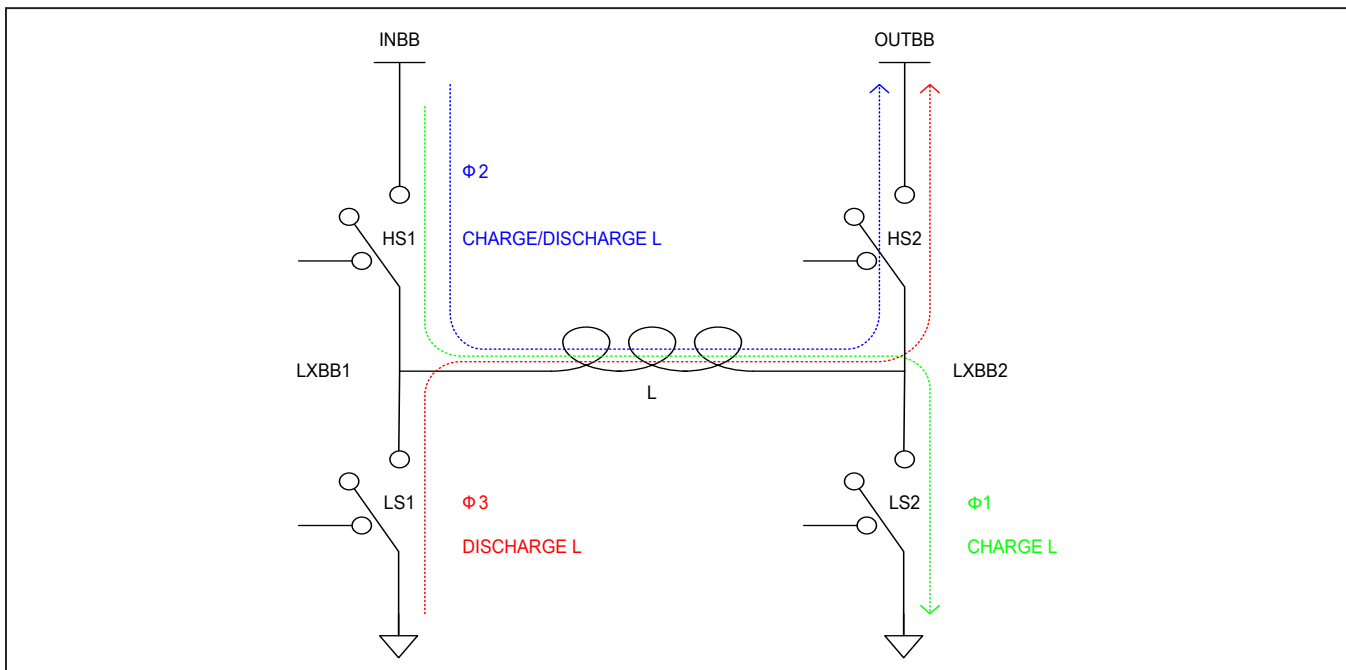 INBB
OUTBB
Φ2
HS1
CHARGE/DISCHARGE L
HS2
LXBB1
L
LXBB2
LS1
Φ3
DISCHARGE L
LS2
Φ1
CHARGE L